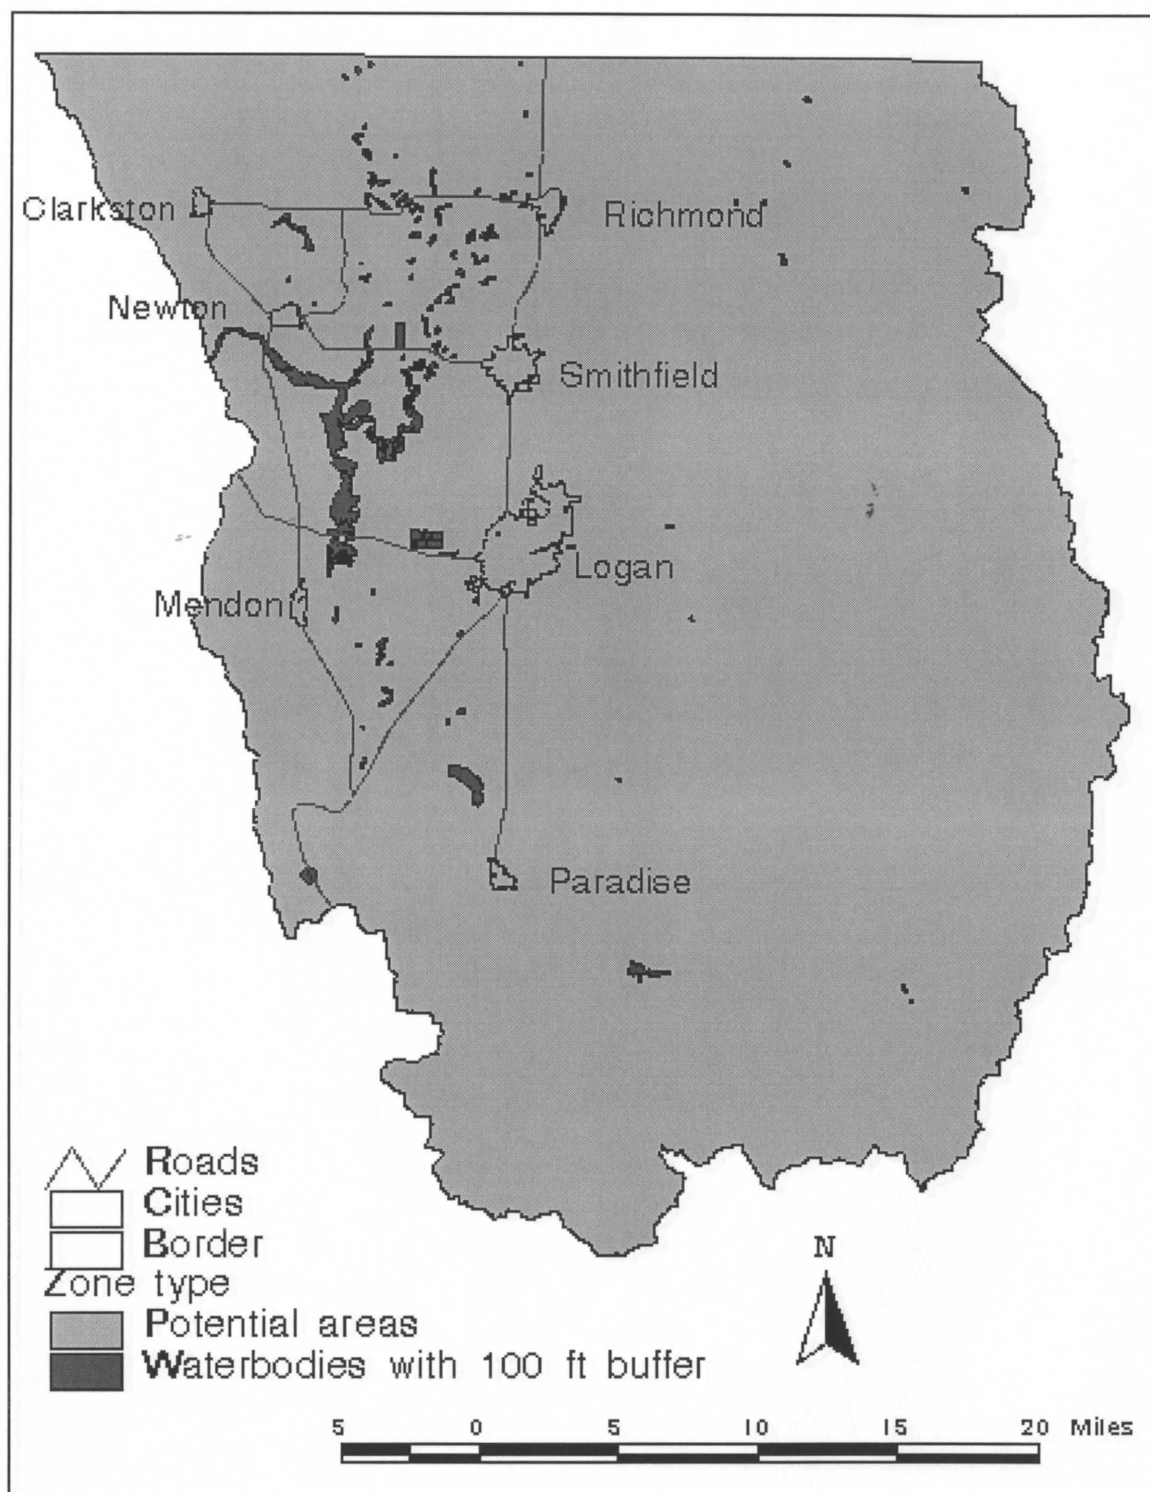 Clarkston
Richmond
Newton
Smithfield
Logan
Mendon
Paradise
Roads
Cities
Border
Zone type
Potential areas
Waterbodies with 100 ft buffer
N
5 0 5 10 15 20 Miles